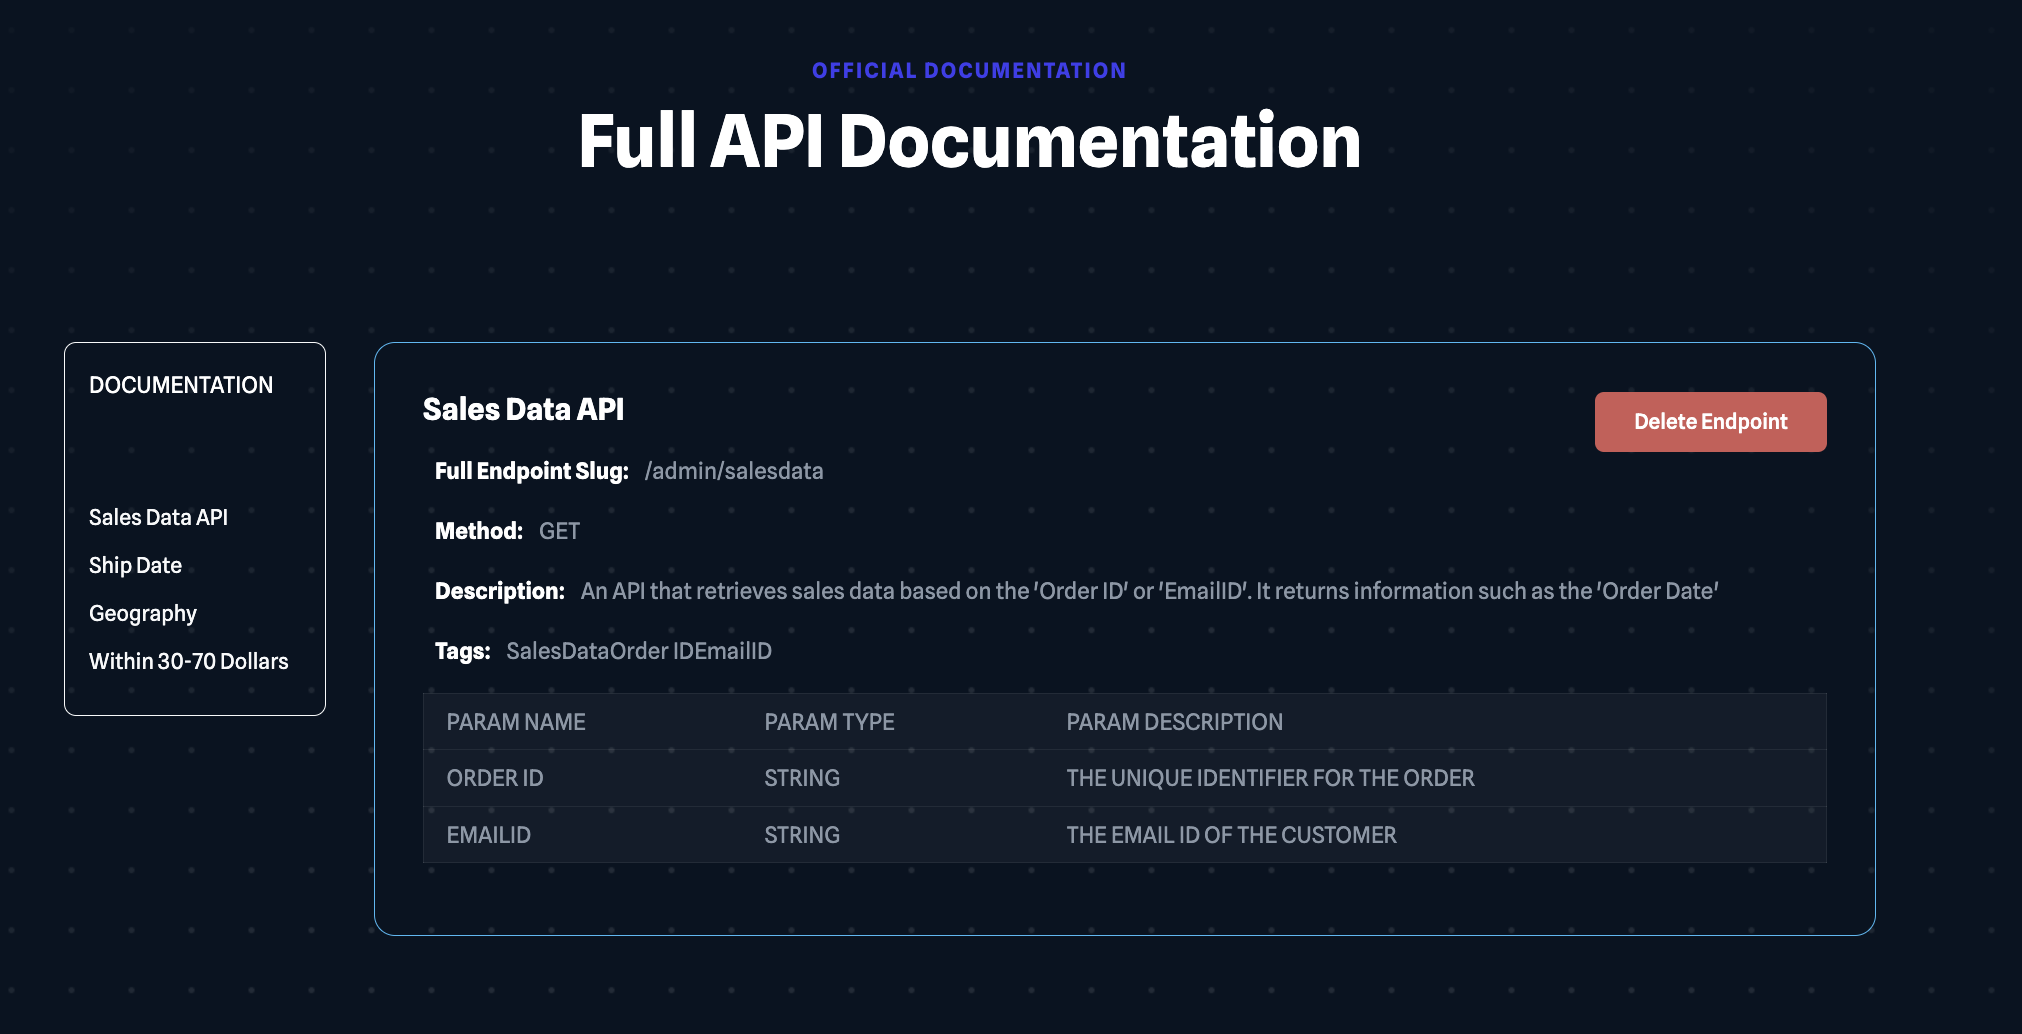 OFFICIAL DOCUMENTATION
Full API Documentation
DOCUMENTATION
Sales Data API
Ship Date
Geography
Within 30-70 Dollars
Sales Data API
Delete Endpoint
Full Endpoint Slug: /admin/salesdata
Method: GET
Description: An API that retrieves sales data based on the 'Order ID' or 'EmailID'. It returns information such as the 'Order Date'
Tags: SalesDataOrder IDEmailID
PARAM NAME PARAM TYPE PARAM DESCRIPTION
ORDER ID STRING THE UNIQUE IDENTIFIER FOR THE ORDER
EMAILID STRING THE EMAIL ID OF THE CUSTOMER